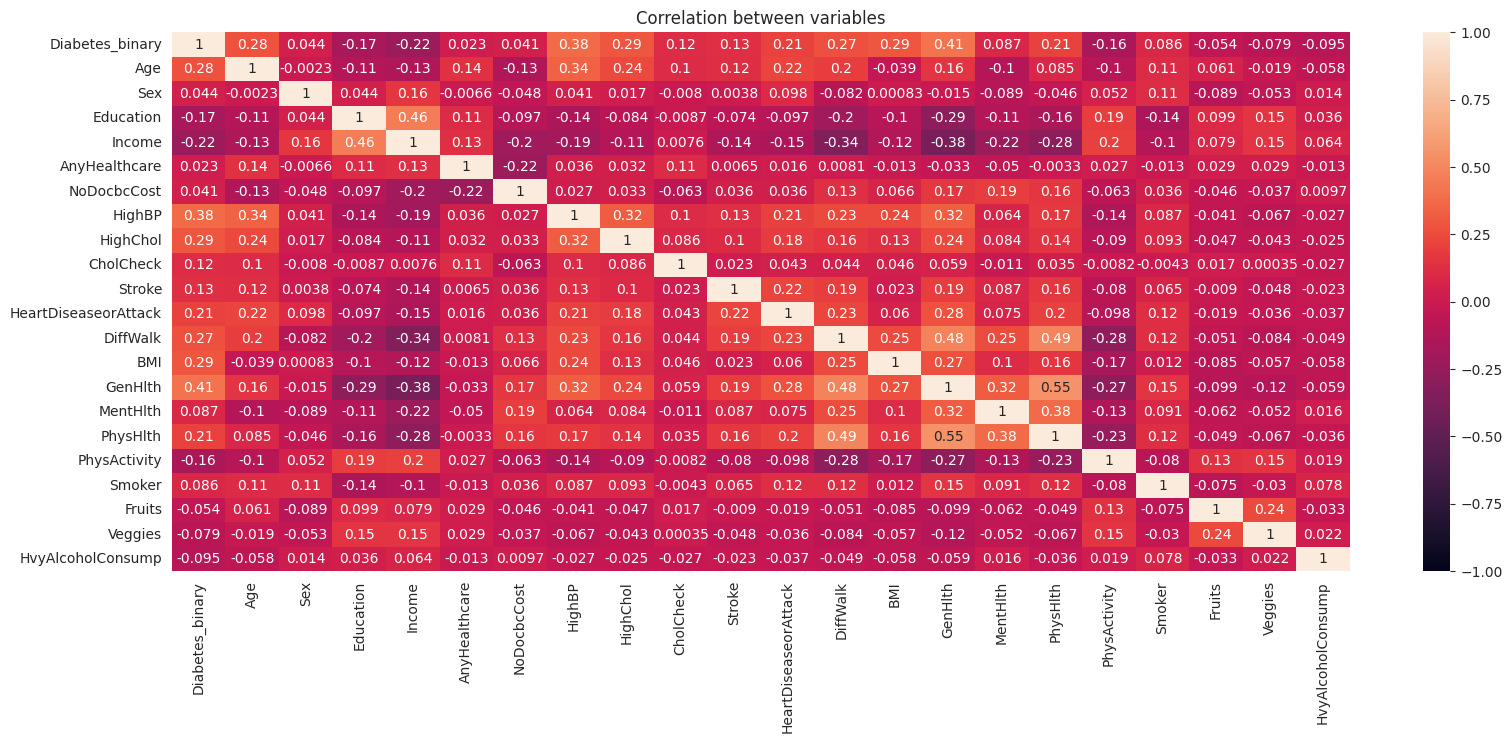 Correlation between variables
Diabetes_binary 1 0.28 0.044 -0.17 -0.22 0.023 0.041 0.38 0.29 0.12 0.13 0.21 0.27 0.29 0.41 0.087 0.21 -0.16 0.086 -0.054 -0.079 -0.095
Age 0.28 1 -0.0023 -0.11 -0.13 0.14 -0.13 0.34 0.24 0.1 0.12 0.22 0.2 -0.039 0.16 -0.1 0.085 -0.1 0.11 0.061 -0.019 -0.058
Sex 0.044 -0.0023 1 0.044 0.16 -0.0066 -0.048 0.041 0.017 -0.008 0.0038 0.098 -0.082 0.00083 -0.015 -0.089 -0.046 0.052 0.11 -0.089 -0.053 0.014
Education -0.17 -0.11 0.044 1 0.46 0.11 -0.097 -0.14 -0.084 -0.0087 -0.074 -0.097 -0.2 -0.1 -0.29 -0.11 -0.16 0.19 -0.14 0.099 0.15 0.036
Income -0.22 -0.13 0.16 0.46 1 0.13 -0.2 -0.19 -0.11 0.0076 -0.14 -0.15 -0.34 -0.12 -0.38 -0.22 -0.28 0.2 -0.1 0.079 0.15 0.064
AnyHealthcare 0.023 0.14 -0.0066 0.11 0.13 1 -0.22 0.036 0.032 0.11 0.0065 0.016 0.0081 -0.013 -0.033 -0.05 -0.0033 0.027 -0.013 0.029 0.029 -0.013
NoDocbcCost 0.041 -0.13 -0.048 -0.097 -0.2 -0.22 1 0.027 0.033 -0.063 0.036 0.036 0.13 0.066 0.17 0.19 0.16 -0.063 0.036 -0.046 -0.037 0.0097
HighBP 0.38 0.34 0.041 -0.14 -0.19 0.036 0.027 1 0.32 0.1 0.13 0.21 0.23 0.24 0.32 0.064 0.17 -0.14 0.087 -0.041 -0.067 -0.027
HighChol 0.29 0.24 0.017 -0.084 -0.11 0.032 0.033 0.32 1 0.086 0.1 0.18 0.16 0.13 0.24 0.084 0.14 -0.09 0.093 -0.047 -0.043 -0.025
CholCheck 0.12 0.1 -0.008 -0.0087 0.0076 0.11 -0.063 0.1 0.086 1 0.023 0.043 0.044 0.046 0.059 -0.011 0.035 -0.0082 -0.0043 0.017 0.00035 -0.027
Stroke 0.13 0.12 0.0038 -0.074 -0.14 0.0065 0.036 0.13 0.1 0.023 1 0.22 0.19 0.023 0.19 0.087 0.16 -0.08 0.065 -0.009 -0.048 -0.023
HeartDiseaseorAttack 0.21 0.22 0.098 -0.097 -0.15 0.016 0.036 0.21 0.18 0.043 0.22 1 0.23 0.06 0.28 0.075 0.2 -0.098 0.12 -0.019 -0.036 -0.037
DiffWalk 0.27 0.2 -0.082 -0.2 -0.34 0.0081 0.13 0.23 0.16 0.044 0.19 0.23 1 0.25 0.48 0.25 0.49 -0.28 0.12 -0.051 -0.084 -0.049
BMI 0.29 -0.039 0.00083 -0.1 -0.12 -0.013 0.066 0.24 0.13 0.046 0.023 0.06 0.25 1 0.27 0.1 0.16 -0.17 0.012 -0.085 -0.057 -0.058
GenHlth 0.41 0.16 -0.015 -0.29 -0.38 -0.033 0.17 0.32 0.24 0.059 0.19 0.28 0.48 0.27 1 0.32 0.55 -0.27 0.15 -0.099 -0.12 -0.059
MentHlth 0.087 -0.1 -0.089 -0.11 -0.22 -0.05 0.19 0.064 0.084 -0.011 0.087 0.075 0.25 0.1 0.32 1 0.38 -0.13 0.091 -0.062 -0.052 0.016
PhysHlth 0.21 0.085 -0.046 -0.16 -0.28 -0.0033 0.16 0.17 0.14 0.035 0.16 0.2 0.49 0.16 0.55 0.38 1 -0.23 0.12 -0.049 -0.067 -0.036
PhysActivity -0.16 -0.1 0.052 0.19 0.2 0.027 -0.063 -0.14 -0.09 -0.0082 -0.08 -0.098 -0.28 -0.17 -0.27 -0.13 -0.23 1 -0.08 0.13 0.15 0.019
Smoker 0.086 0.11 0.11 -0.14 -0.1 -0.013 0.036 0.087 0.093 -0.0043 0.065 0.12 0.12 0.012 0.15 0.091 0.12 -0.08 1 -0.075 -0.03 0.078
Fruits -0.054 0.061 -0.089 0.099 0.079 0.029 -0.046 -0.041 -0.047 0.017 -0.009 -0.019 -0.051 -0.085 -0.099 -0.062 -0.049 0.13 -0.075 1 0.24 -0.033
Veggies -0.079 -0.019 -0.053 0.15 0.15 0.029 -0.037 -0.067 -0.043 0.00035 -0.048 -0.036 -0.084 -0.057 -0.12 -0.052 -0.067 0.15 -0.03 0.24 1 0.022
HvyAlcoholConsump -0.095 -0.058 0.014 0.036 0.064 -0.013 0.0097 -0.027 -0.025 -0.027 -0.023 -0.037 -0.049 -0.058 -0.059 0.016 -0.036 0.019 0.078 -0.033 0.022 1
Diabetes_binary
Age
Sex
Education
Income
AnyHealthcare
NoDocbcCost
HighBP
HighChol
CholCheck
Stroke
HeartDiseaseorAttack
DiffWalk
BMI
GenHlth
MentHlth
PhysHlth
PhysActivity
Smoker
Fruits
Veggies
HvyAlcoholConsump
1.00
0.75
0.50
0.25
0.00
−0.25
−0.50
−0.75
−1.00